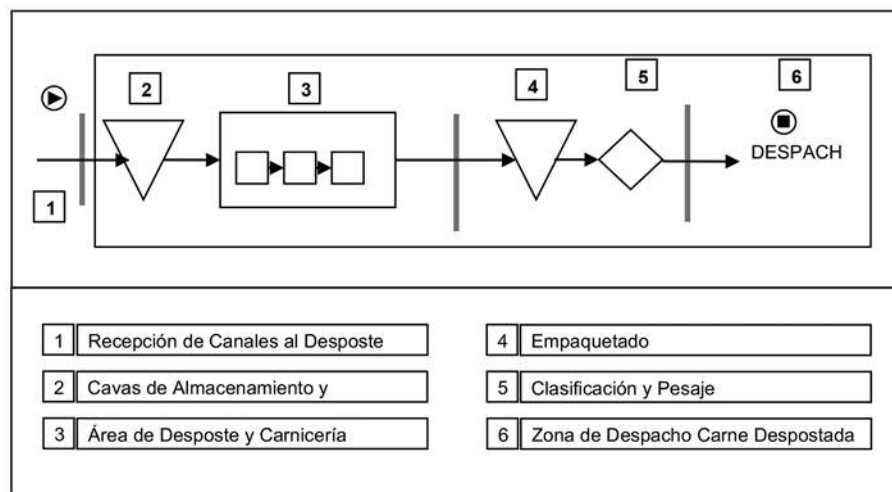 2
3
4
5
6
DESPACH
1
1 Recepción de Canales al Desposte
2 Cavas de Almacenamiento y
3 Área de Desposte y Carnicería
4 Empaquetado
5 Clasificación y Pesaje
6 Zona de Despacho Carne Despostada